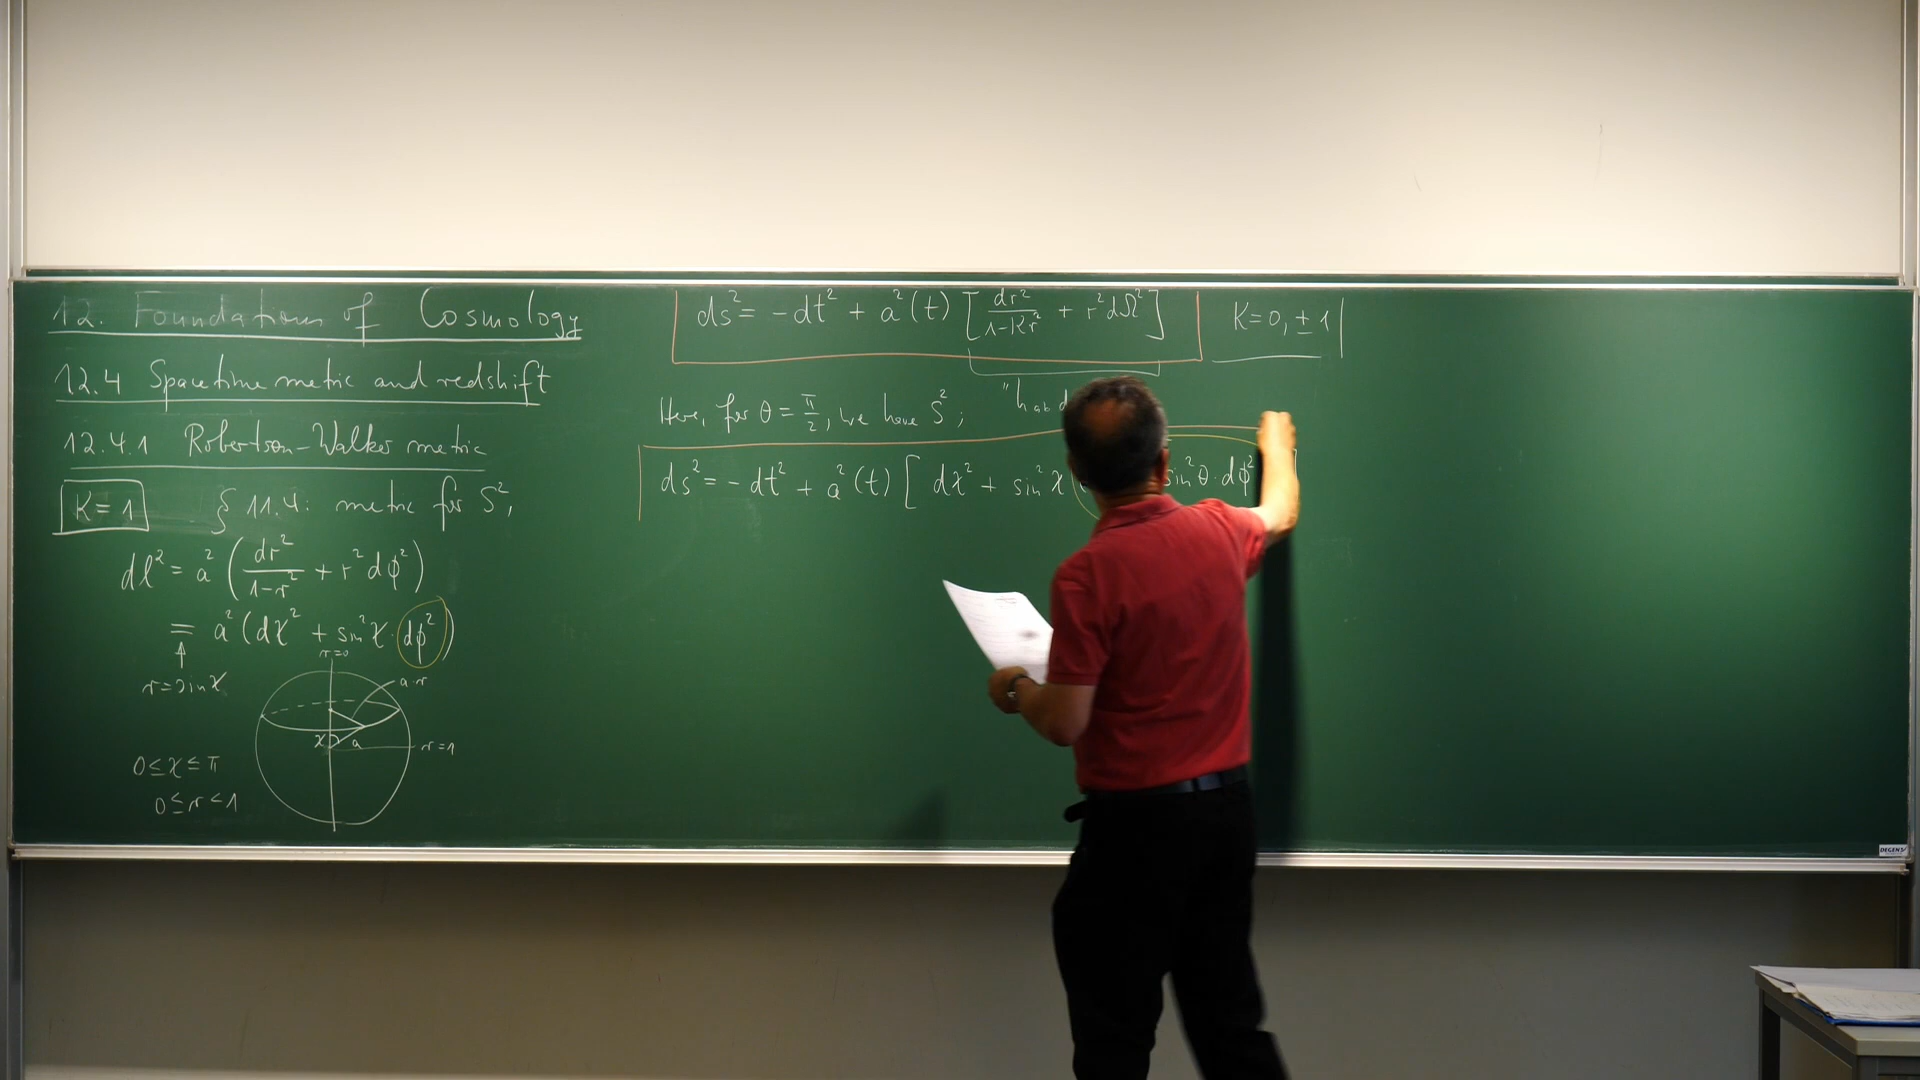 12. Foundations of Cosmology
12.4 Spacetime metric and redshift
12.4.1 Robertson-Walker metric
K=1 § 11.4: metric for S²,
dl² = a² (dr²/(1-r²) + r² dϕ²)
= a² (dχ² + sin²χ · dϕ²)
r = sin χ
r=0
a·r
χ a
r=1
0≤χ≤π
0≤r<1
ds² = -dt² + a²(t) [dr²/(1-Kr²) + r² dΩ²] K=0, ±1
Here, for θ = π/2, we have S²; "h_ab d
ds² = -dt² + a²(t) [dχ² + sin²χ ( sin²θ · dϕ²
DEGEN